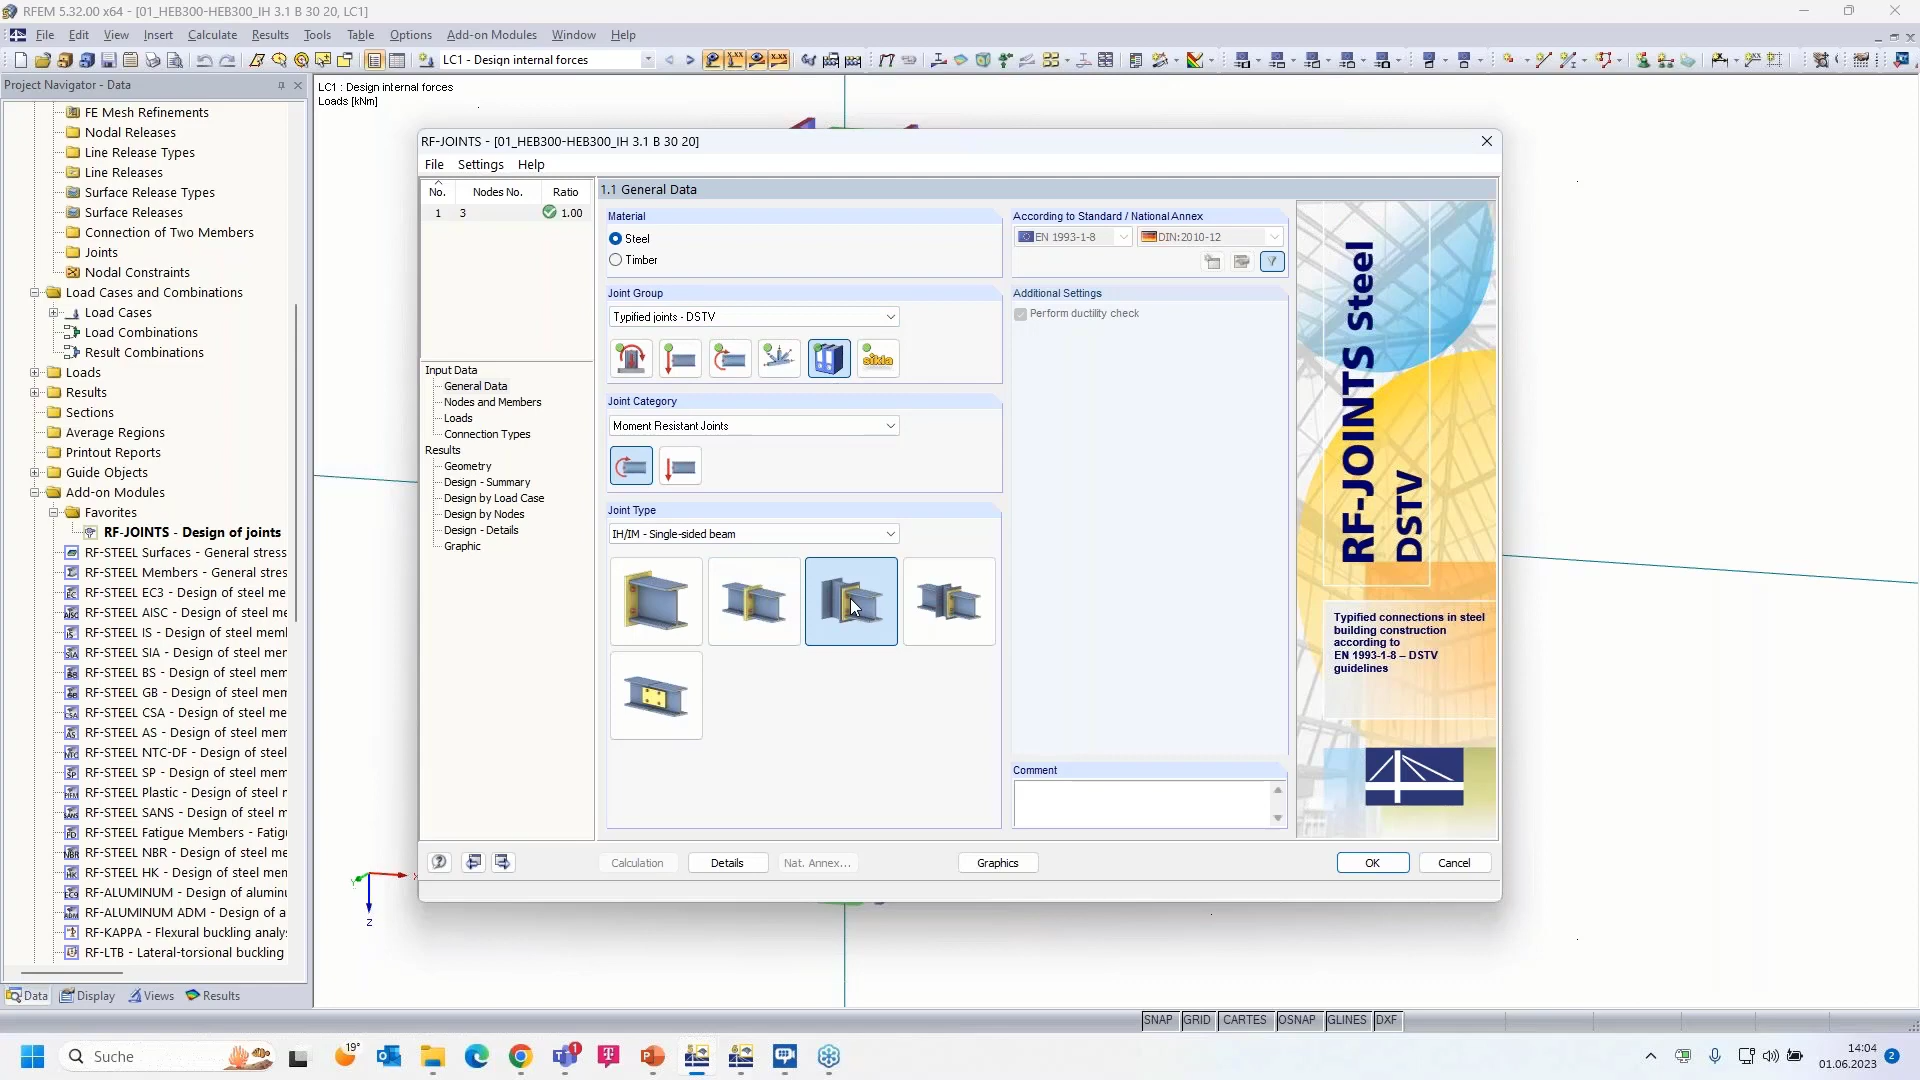 RFEM 5.32.00 x64 - [01_HEB300-HEB300_IH 3.1 B 30 20, LC1]
File Edit View Insert Calculate Results Tools Table Options Add-on Modules Window Help
LC1 - Design internal forces
Project Navigator - Data
FE Mesh Refinements
Nodal Releases
Line Release Types
Line Releases
Surface Release Types
Surface Releases
Connection of Two Members
Joints
Nodal Constraints
Load Cases and Combinations
Load Cases
Load Combinations
Result Combinations
Loads
Results
Sections
Average Regions
Printout Reports
Guide Objects
Add-on Modules
Favorites
RF-JOINTS - Design of joints
RF-STEEL Surfaces - General stress
RF-STEEL Members - General stres
RF-STEEL EC3 - Design of steel me
RF-STEEL AISC - Design of steel me
RF-STEEL IS - Design of steel meml
RF-STEEL SIA - Design of steel mer
RF-STEEL BS - Design of steel mem
RF-STEEL GB - Design of steel mem
RF-STEEL CSA - Design of steel me
RF-STEEL AS - Design of steel mem
RF-STEEL NTC-DF - Design of steel
RF-STEEL SP - Design of steel mem
RF-STEEL Plastic - Design of steel r
RF-STEEL SANS - Design of steel m
RF-STEEL Fatigue Members - Fatigu
RF-STEEL NBR - Design of steel me
RF-STEEL HK - Design of steel men
RF-ALUMINUM - Design of alumin
RF-ALUMINUM ADM - Design of a
RF-KAPPA - Flexural buckling analy
RF-LTB - Lateral-torsional buckling
Data Display Views Results
LC1 : Design internal forces
Loads [kNm]
Z
RF-JOINTS - [01_HEB300-HEB300_IH 3.1 B 30 20]
File Settings Help
No. Nodes No. Ratio
1 3 1.00
Input Data
General Data
Nodes and Members
Loads
Connection Types
Results
Geometry
Design - Summary
Design by Load Case
Design by Nodes
Design - Details
Graphic
1.1 General Data
Material
Steel
Timber
Joint Group
Typified joints - DSTV
sikla
Joint Category
Moment Resistant Joints
Joint Type
IH/IM - Single-sided beam
According to Standard / National Annex
EN 1993-1-8 DIN:2010-12
Additional Settings
Perform ductility check
Comment
RF-JOINTS Steel
DSTV
Typified connections in steel
building construction
according to
EN 1993-1-8 – DSTV
guidelines
Calculation Details Nat. Annex... Graphics OK Cancel
SNAP GRID CARTES OSNAP GLINES DXF
Suche
19°
1
14:04
01.06.2023
2